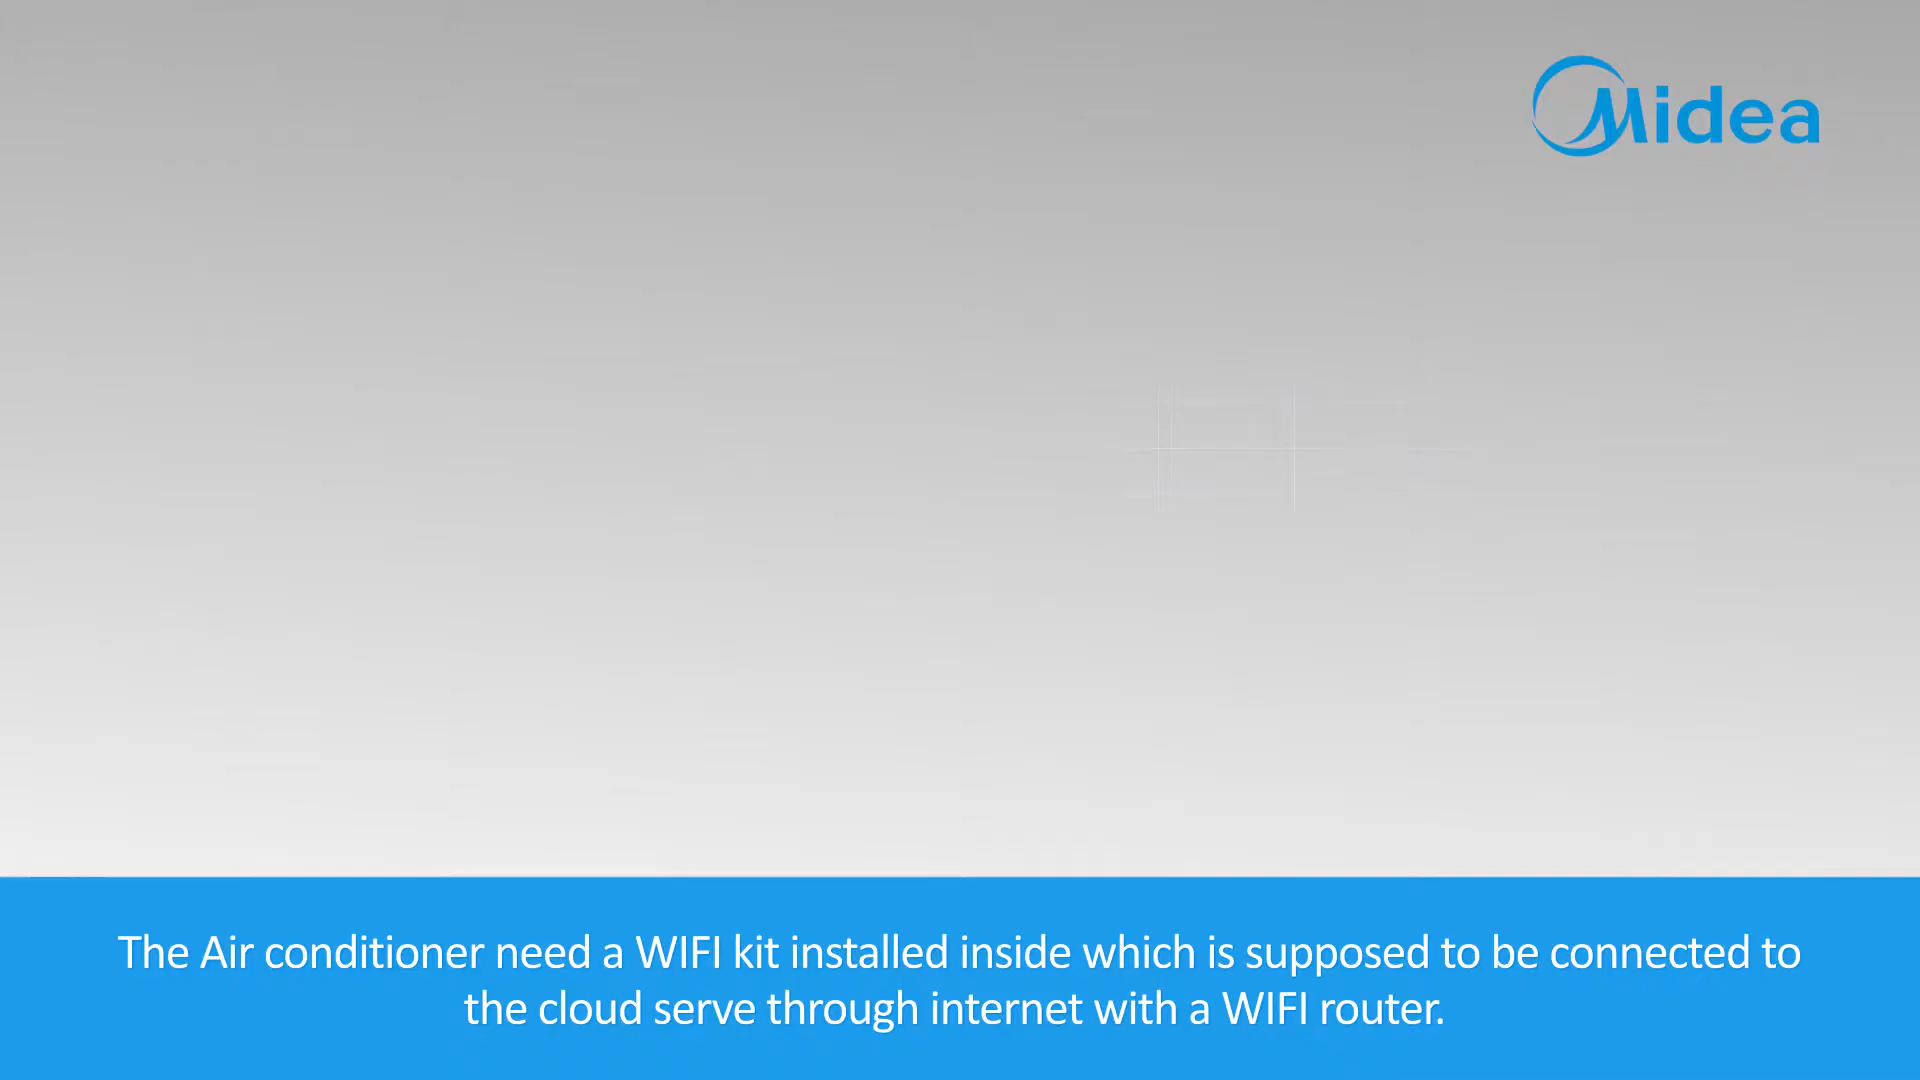 Midea
The Air conditioner need a WIFI kit installed inside which is supposed to be connected to
the cloud serve through internet with a WIFI router.